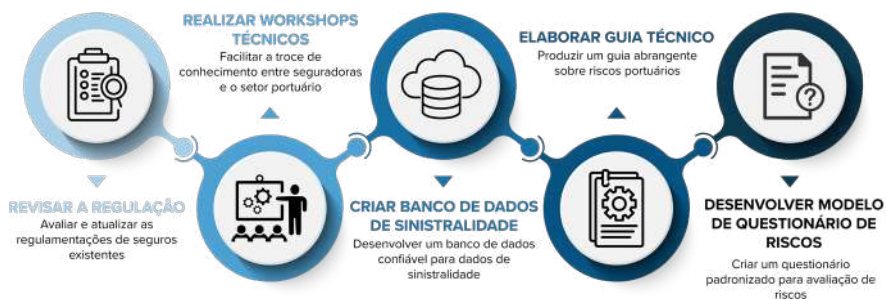 REVISAR A REGULAÇÃO
Avaliar e atualizar as
regulamentações de seguros
existentes
REALIZAR WORKSHOPS
TÉCNICOS
Facilitar a troce de
conhecimento entre seguradoras
e o setor portuário
CRIAR BANCO DE DADOS
DE SINISTRALIDADE
Desenvolver um banco de dados
confiável para dados de
sinistralidade
ELABORAR GUIA TÉCNICO
Produzir um guia abrangente
sobre riscos portuários
DESENVOLVER MODELO
DE QUESTIONÁRIO DE
RISCOS
Criar um questionário
padronizado para avaliação de
riscos